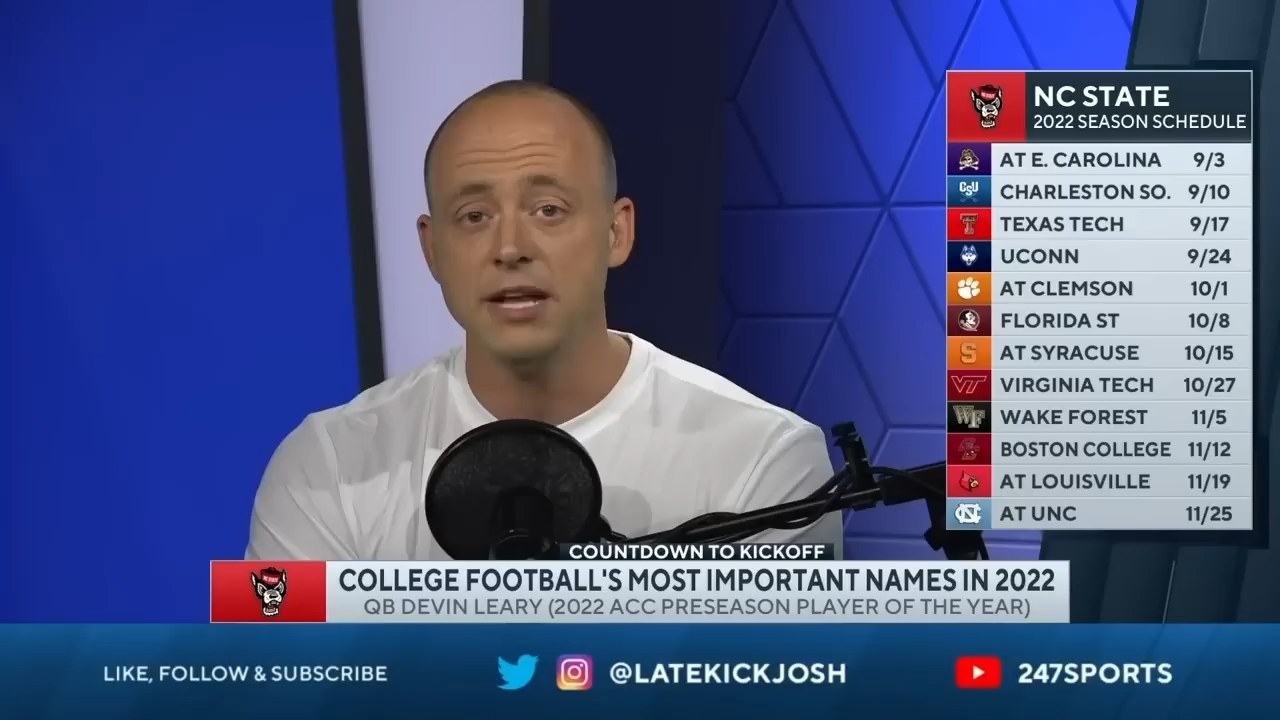 NC STATE
2022 SEASON SCHEDULE
AT E. CAROLINA 9/3
CSU CHARLESTON SO. 9/10
TEXAS TECH 9/17
UCONN 9/24
AT CLEMSON 10/1
FLORIDA ST 10/8
S AT SYRACUSE 10/15
VT VIRGINIA TECH 10/27
WF WAKE FOREST 11/5
BOSTON COLLEGE 11/12
AT LOUISVILLE 11/19
NC AT UNC 11/25
COUNTDOWN TO KICKOFF
COLLEGE FOOTBALL'S MOST IMPORTANT NAMES IN 2022
QB DEVIN LEARY (2022 ACC PRESEASON PLAYER OF THE YEAR)
LIKE, FOLLOW & SUBSCRIBE @LATEKICKJOSH 247SPORTS